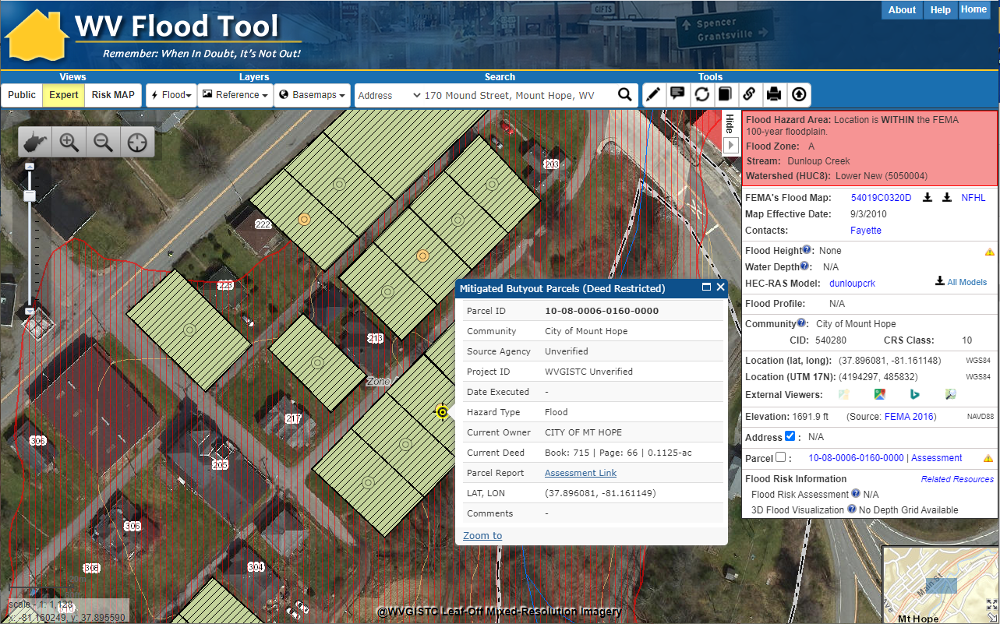 WV Flood Tool
Remember: When In Doubt, It's Not Out!
GIFTS
Spencer
Grantsville
About Help Home
Views Layers Search Tools
Public Expert Risk MAP Flood Reference Basemaps Address 170 Mound Street, Mount Hope, WV
Hide
Flood Hazard Area: Location is WITHIN the FEMA
100-year floodplain.
Flood Zone: A
Stream: Dunloup Creek
Watershed (HUC8): Lower New (5050004)
FEMA's Flood Map: 54019C0320D NFHL
Map Effective Date: 9/3/2010
Contacts: Fayette
Flood Height: None
Water Depth: N/A
HEC-RAS Model: dunloupcrk All Models
Flood Profile: N/A
Community: City of Mount Hope
CID: 540280 CRS Class: 10
Location (lat, long): (37.896081, -81.161148) WGS84
Location (UTM 17N): (4194297, 485832) WGS84
External Viewers:
Elevation: 1691.9 ft (Source: FEMA 2016) NAVD88
Address : N/A
Parcel : 10-08-0006-0160-0000 | Assessment
Flood Risk Information Related Resources
Flood Risk Assessment N/A
3D Flood Visualization No Depth Grid Available
203
222
223
213
Zone A
217
306
205
306
308
304
Mitigated Butyout Parcels (Deed Restricted)
Parcel ID 10-08-0006-0160-0000
Community City of Mount Hope
Source Agency Unverified
Project ID WVGISTC Unverified
Date Executed -
Hazard Type Flood
Current Owner CITY OF MT HOPE
Current Deed Book: 715 | Page: 66 | 0.1125-ac
Parcel Report Assessment Link
LAT, LON (37.896081, -81.161149)
Comments -
Zoom to
scale - 1: 1,128
x: -81.160249, y: 37.895590
@WVGISTC Leaf-Off Mixed-Resolution Imagery
Main St
Ave
Mt Hope